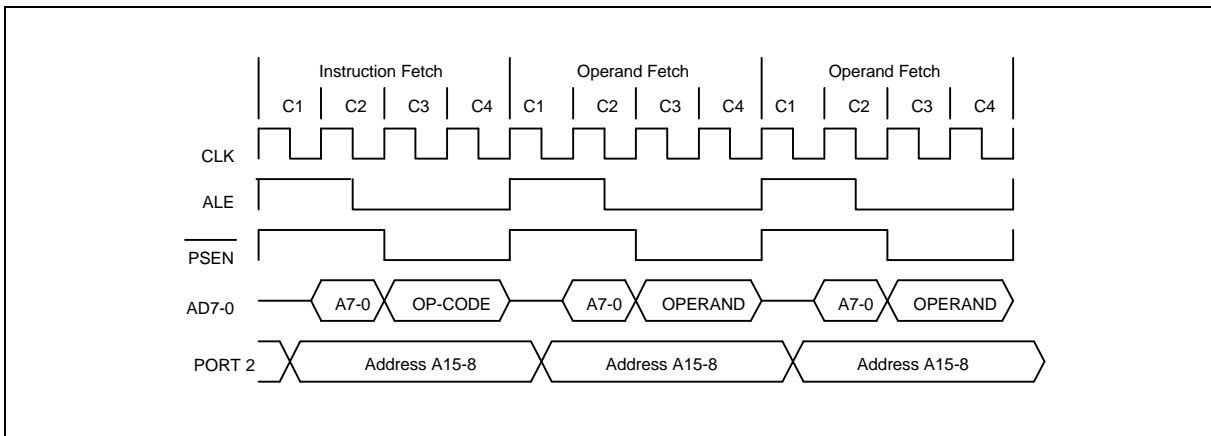 Instruction Fetch Operand Fetch Operand Fetch
C1 C2 C3 C4 C1 C2 C3 C4 C1 C2 C3 C4
CLK
ALE
PSEN
AD7-0 A7-0 OP-CODE A7-0 OPERAND A7-0 OPERAND
PORT 2 Address A15-8 Address A15-8 Address A15-8